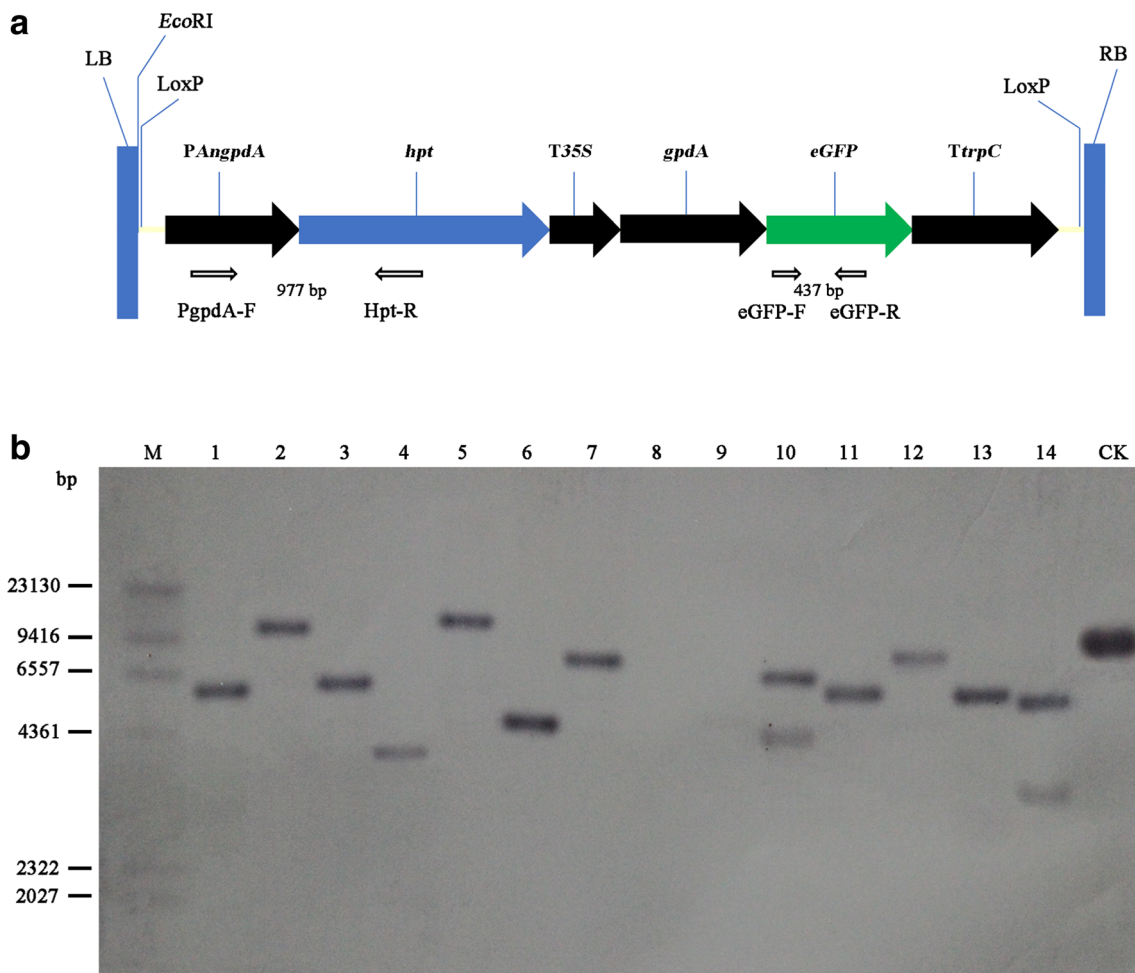 a
EcoRI
LB
LoxP
RB
LoxP
PAngpdA
hpt
T35S
gpdA
eGFP
TtrpC
977 bp
437 bp
PgpdA-F
Hpt-R
eGFP-F
eGFP-R
b
M 1 2 3 4 5 6 7 8 9 10 11 12 13 14 CK
bp
23130
9416
6557
4361
2322
2027